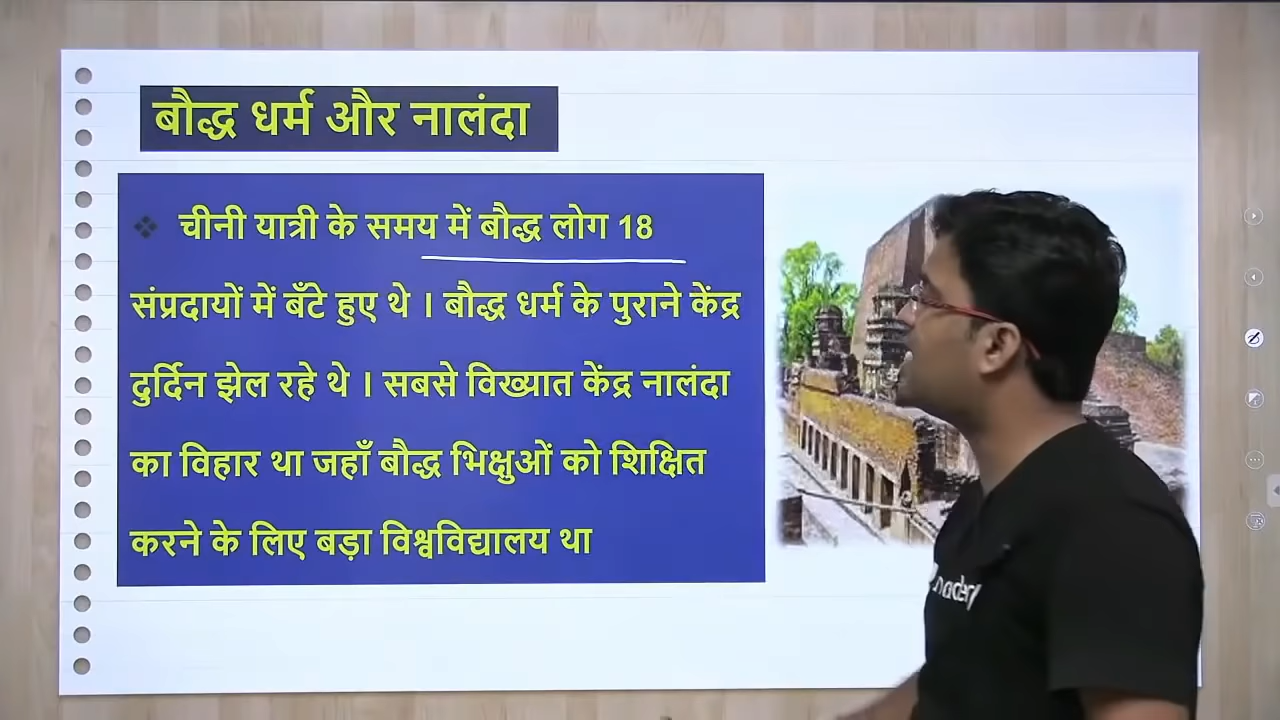 बौद्ध धर्म और नालंदा
❖ चीनी यात्री के समय में बौद्ध लोग 18
संप्रदायों में बँटे हुए थे । बौद्ध धर्म के पुराने केंद्र
दुर्दिन झेल रहे थे । सबसे विख्यात केंद्र नालंदा
का विहार था जहाँ बौद्ध भिक्षुओं को शिक्षित
करने के लिए बड़ा विश्वविद्यालय था